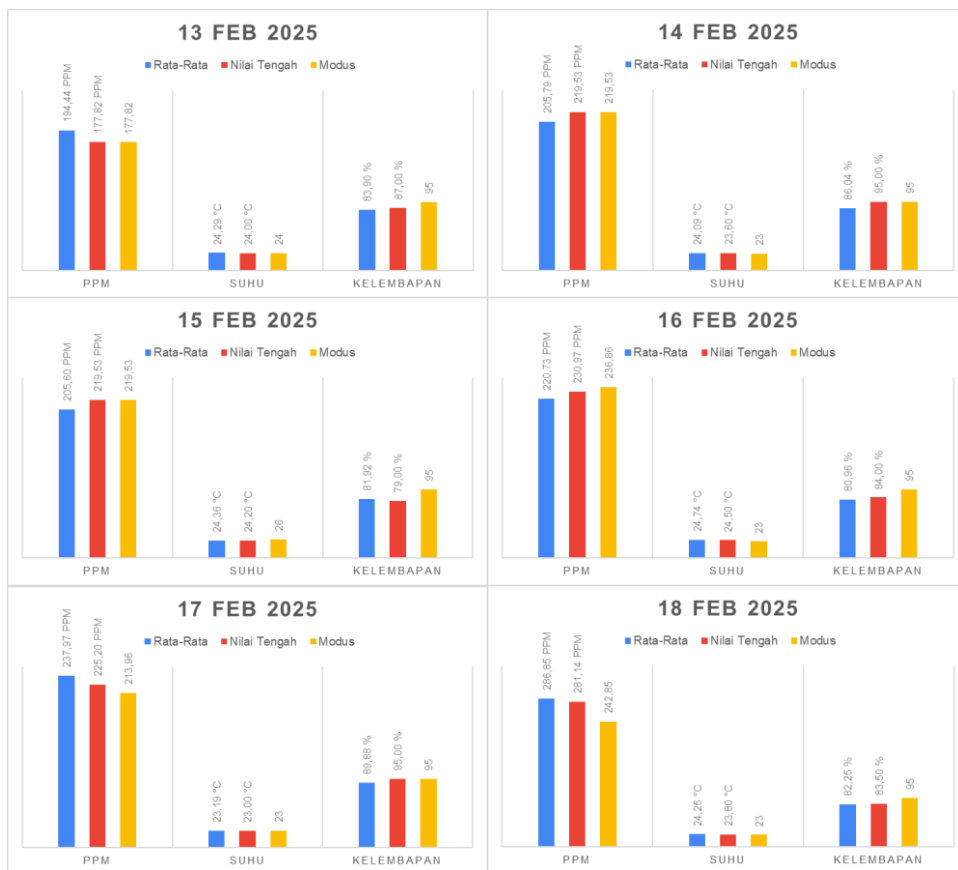 13 FEB 2025
Rata-Rata Nilai Tengah Modus
194,44 PPM 177,82 PPM 177,82
24,29 °C 24,00 °C 24
83,90 % 87,00 % 95
PPM SUHU KELEMBAPAN
14 FEB 2025
Rata-Rata Nilai Tengah Modus
205,79 PPM 219,53 PPM 219,53
24,09 °C 23,60 °C 23
86,04 % 95,00 % 95
PPM SUHU KELEMBAPAN
15 FEB 2025
Rata-Rata Nilai Tengah Modus
205,60 PPM 219,53 PPM 219,53
24,36 °C 24,20 °C 26
81,92 % 79,00 % 95
PPM SUHU KELEMBAPAN
16 FEB 2025
Rata-Rata Nilai Tengah Modus
220,73 PPM 230,97 PPM 236,86
24,74 °C 24,50 °C 23
80,96 % 84,00 % 95
PPM SUHU KELEMBAPAN
17 FEB 2025
Rata-Rata Nilai Tengah Modus
237,97 PPM 225,20 PPM 213,96
23,19 °C 23,00 °C 23
89,88 % 95,00 % 95
PPM SUHU KELEMBAPAN
18 FEB 2025
Rata-Rata Nilai Tengah Modus
286,85 PPM 281,14 PPM 242,85
24,25 °C 23,80 °C 23
82,25 % 83,50 % 95
PPM SUHU KELEMBAPAN